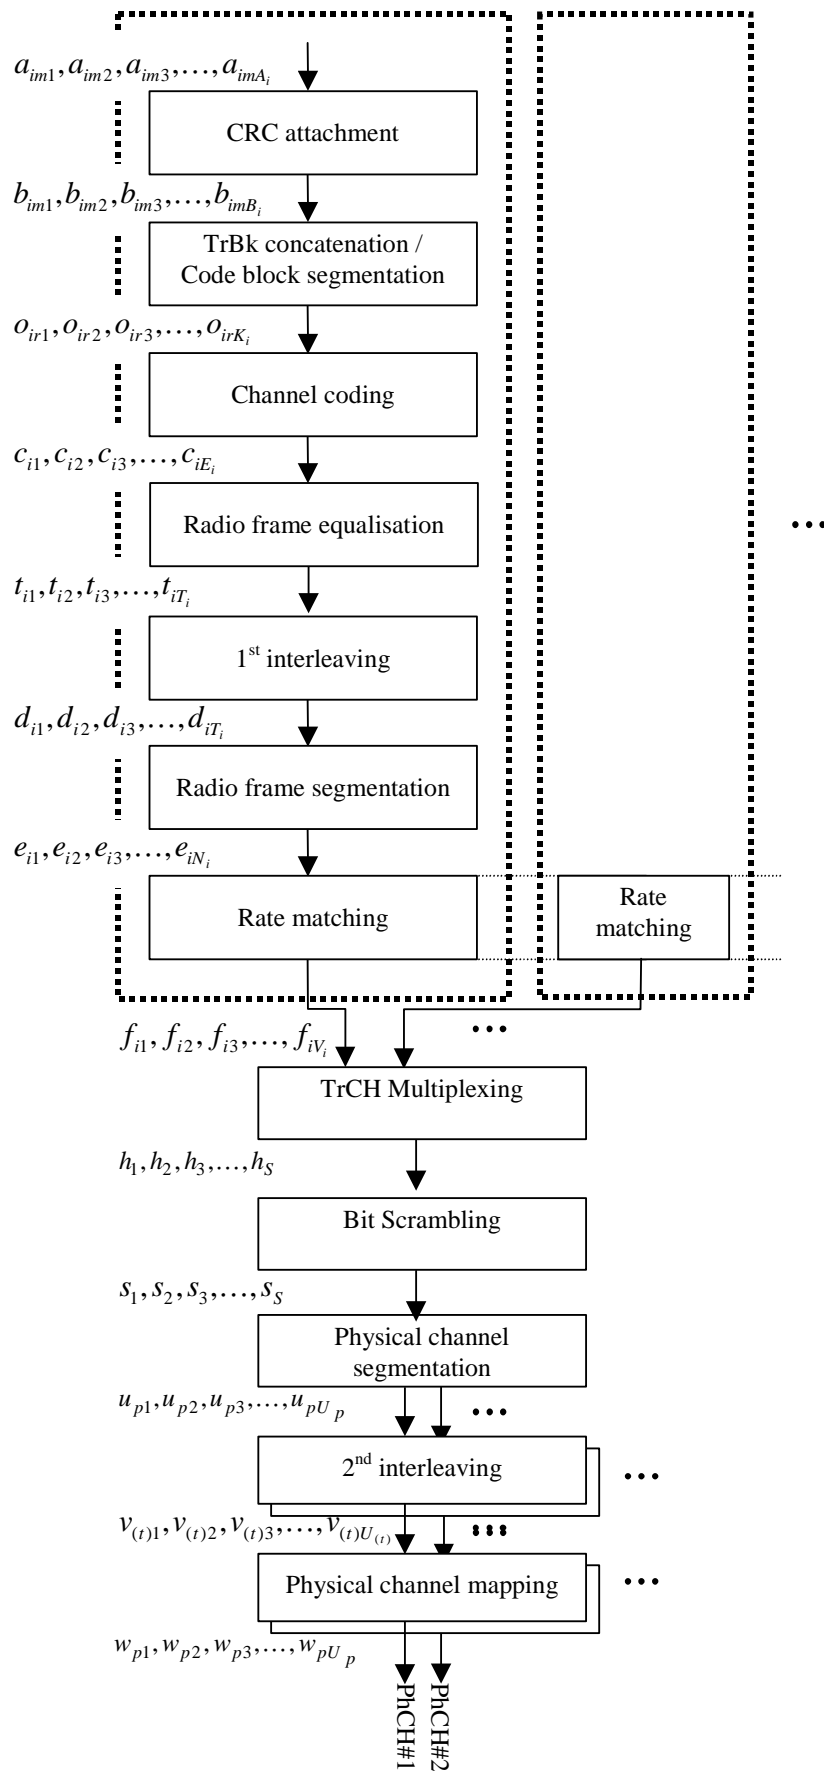 a_{im1}, a_{im2}, a_{im3},…, a_{imA_i}
CRC attachment
b_{im1}, b_{im2}, b_{im3},…, b_{imB_i}
TrBk concatenation /
Code block segmentation
o_{ir1}, o_{ir2}, o_{ir3},…, o_{irK_i}
Channel coding
c_{i1}, c_{i2}, c_{i3},…, c_{iE_i}
Radio frame equalisation
…
t_{i1}, t_{i2}, t_{i3},…, t_{iT_i}
1^{st} interleaving
d_{i1}, d_{i2}, d_{i3},…, d_{iT_i}
Radio frame segmentation
e_{i1}, e_{i2}, e_{i3},…, e_{iN_i}
Rate matching
Rate
matching
f_{i1}, f_{i2}, f_{i3},…, f_{iV_i}
…
TrCH Multiplexing
h_1, h_2, h_3,…, h_S
Bit Scrambling
s_1, s_2, s_3,…, s_S
Physical channel
segmentation
u_{p1}, u_{p2}, u_{p3},…, u_{pU_p}
…
2^{nd} interleaving
…
v_{(t)1}, v_{(t)2}, v_{(t)3},…, v_{(t)U_{(t)}}
…
Physical channel mapping
…
w_{p1}, w_{p2}, w_{p3},…, w_{pU_p}
PhCH#1
PhCH#2